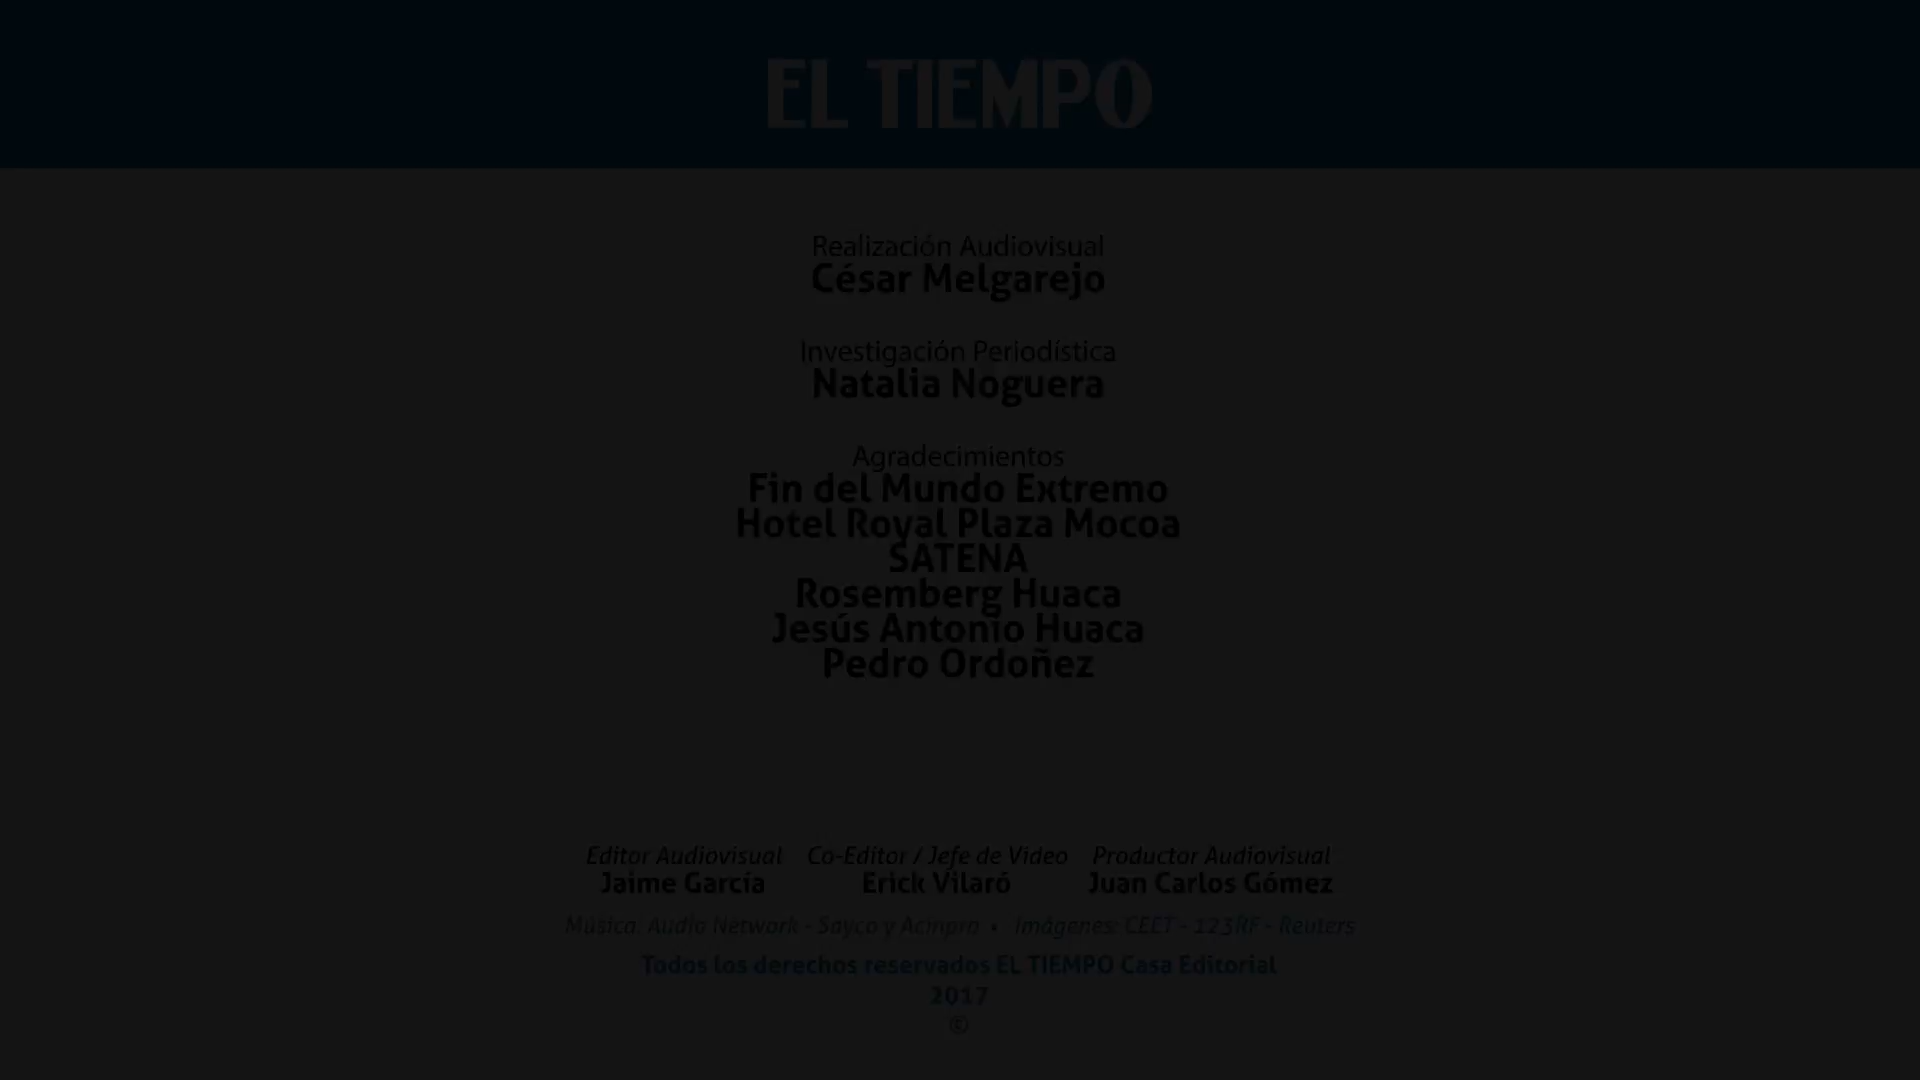 EL TIEMPO
Realización Audiovisual
César Melgarejo
Investigación Periodística
Natalia Noguera
Agradecimientos
Fin del Mundo Extremo
Hotel Royal Plaza Mocoa
SATENA
Rosemberg Huaca
Jesús Antonio Huaca
Pedro Ordoñez
Editor Audiovisual Co-Editor / Jefe de Video Productor Audiovisual
Jaime García Erick Vilaró Juan Carlos Gómez
Música: Audio Network - Sayco y Acinpro • Imágenes: CEET - 123RF - Reuters
Todos los derechos reservados EL TIEMPO Casa Editorial
2017
©